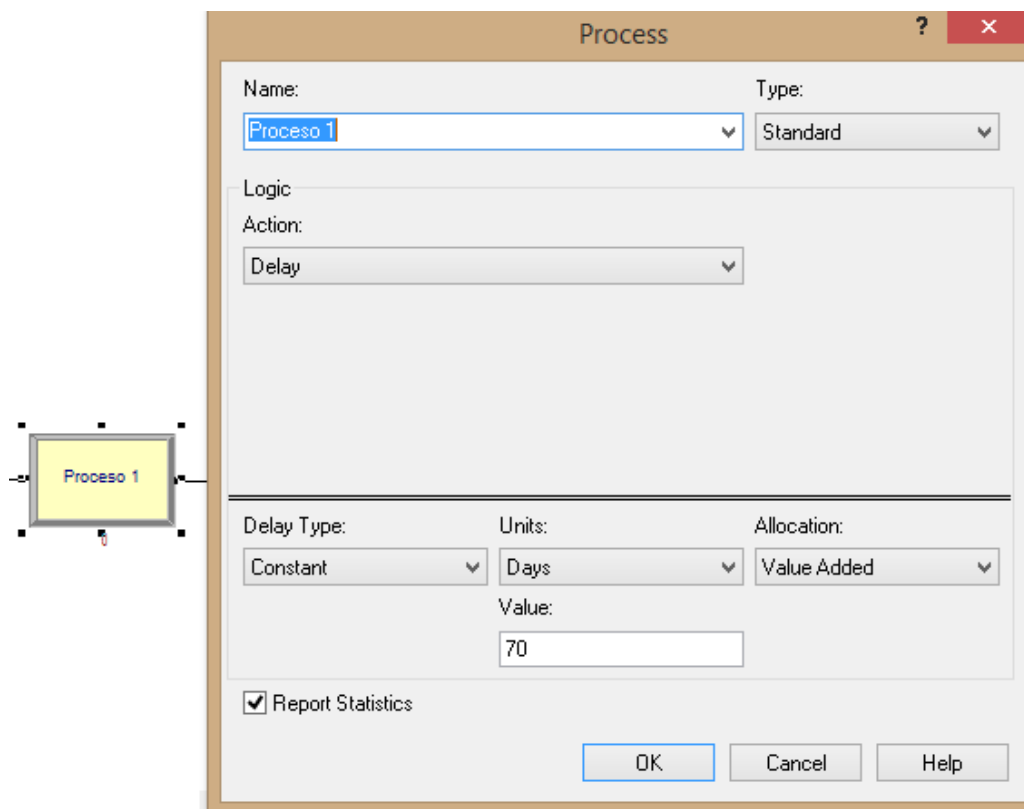 Process
?
×
Name:
Type:
Proceso 1
Standard
Logic
Action:
Delay
Proceso 1
0
Delay Type:
Units:
Allocation:
Constant
Days
Value Added
Value:
70
Report Statistics
OK
Cancel
Help